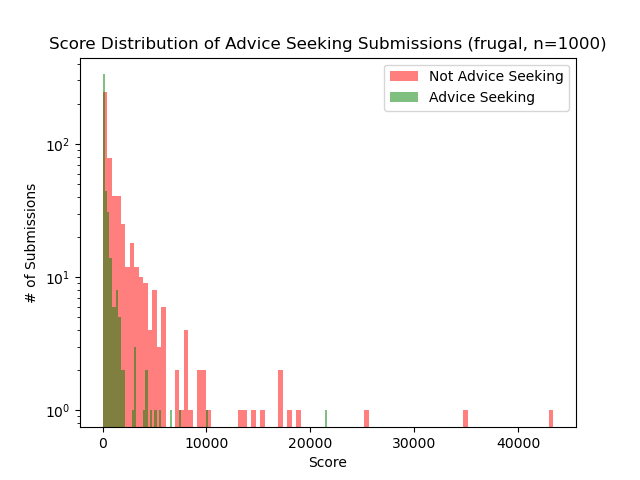 Score Distribution of Advice Seeking Submissions (frugal, n=1000)
Not Advice Seeking
Advice Seeking
# of Submissions
10²
10¹
10⁰
0 10000 20000 30000 40000
Score